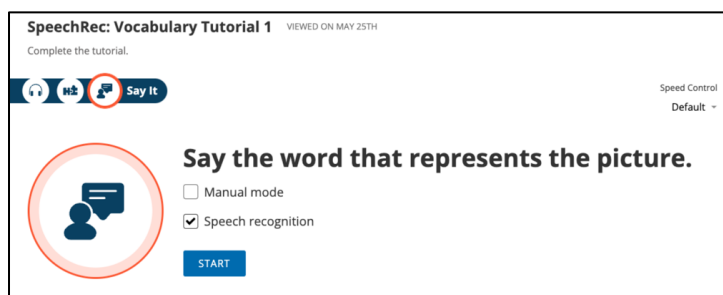 SpeechRec: Vocabulary Tutorial 1 VIEWED ON MAY 25TH
Complete the tutorial.
Say It
Speed Control
Default
Say the word that represents the picture.
Manual mode
Speech recognition
START